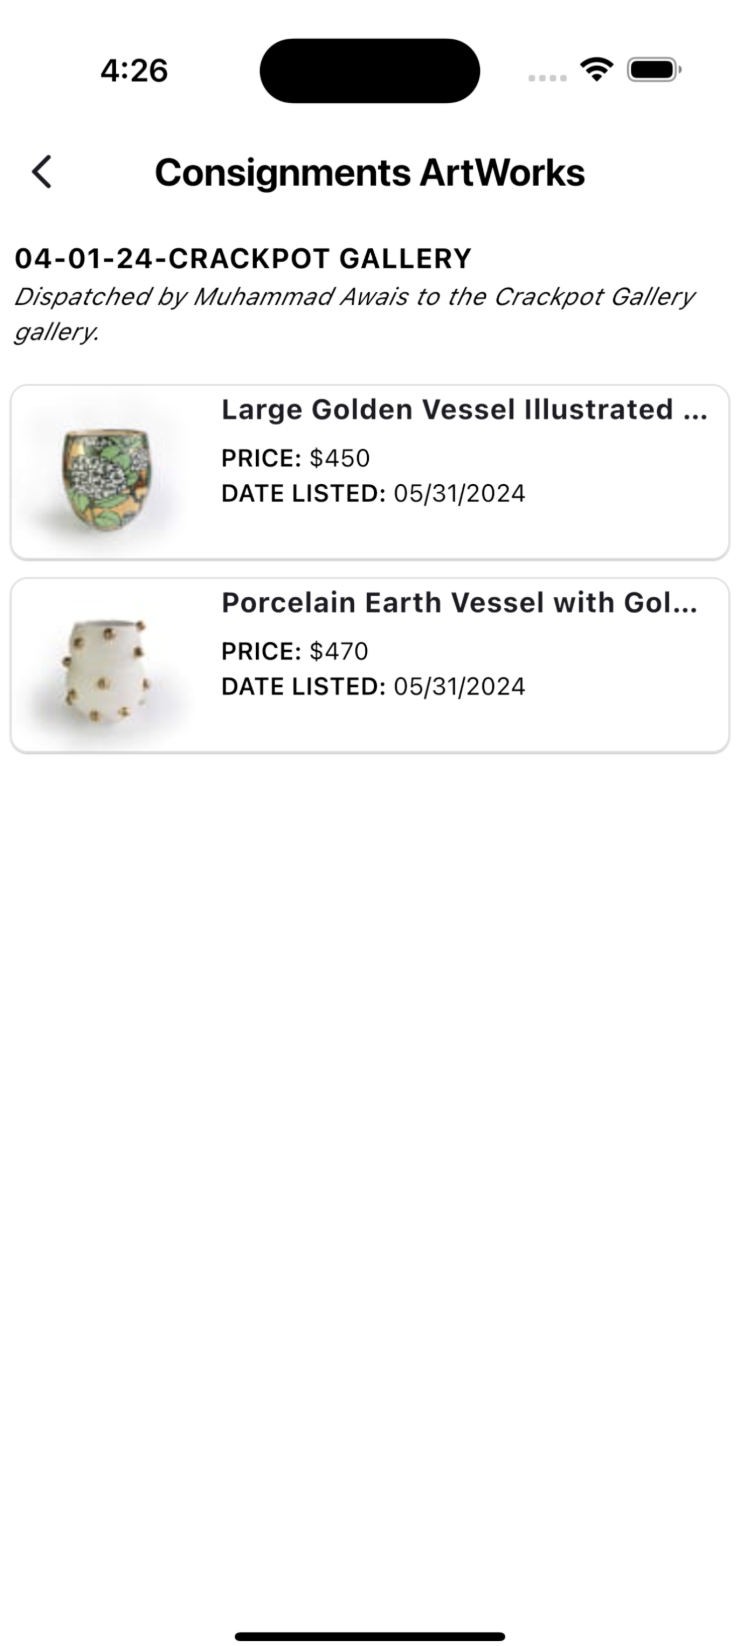 4:26
Consignments ArtWorks
04-01-24-CRACKPOT GALLERY
Dispatched by Muhammad Awais to the Crackpot Gallery
gallery.
Large Golden Vessel Illustrated ...
PRICE: $450
DATE LISTED: 05/31/2024
Porcelain Earth Vessel with Gol...
PRICE: $470
DATE LISTED: 05/31/2024